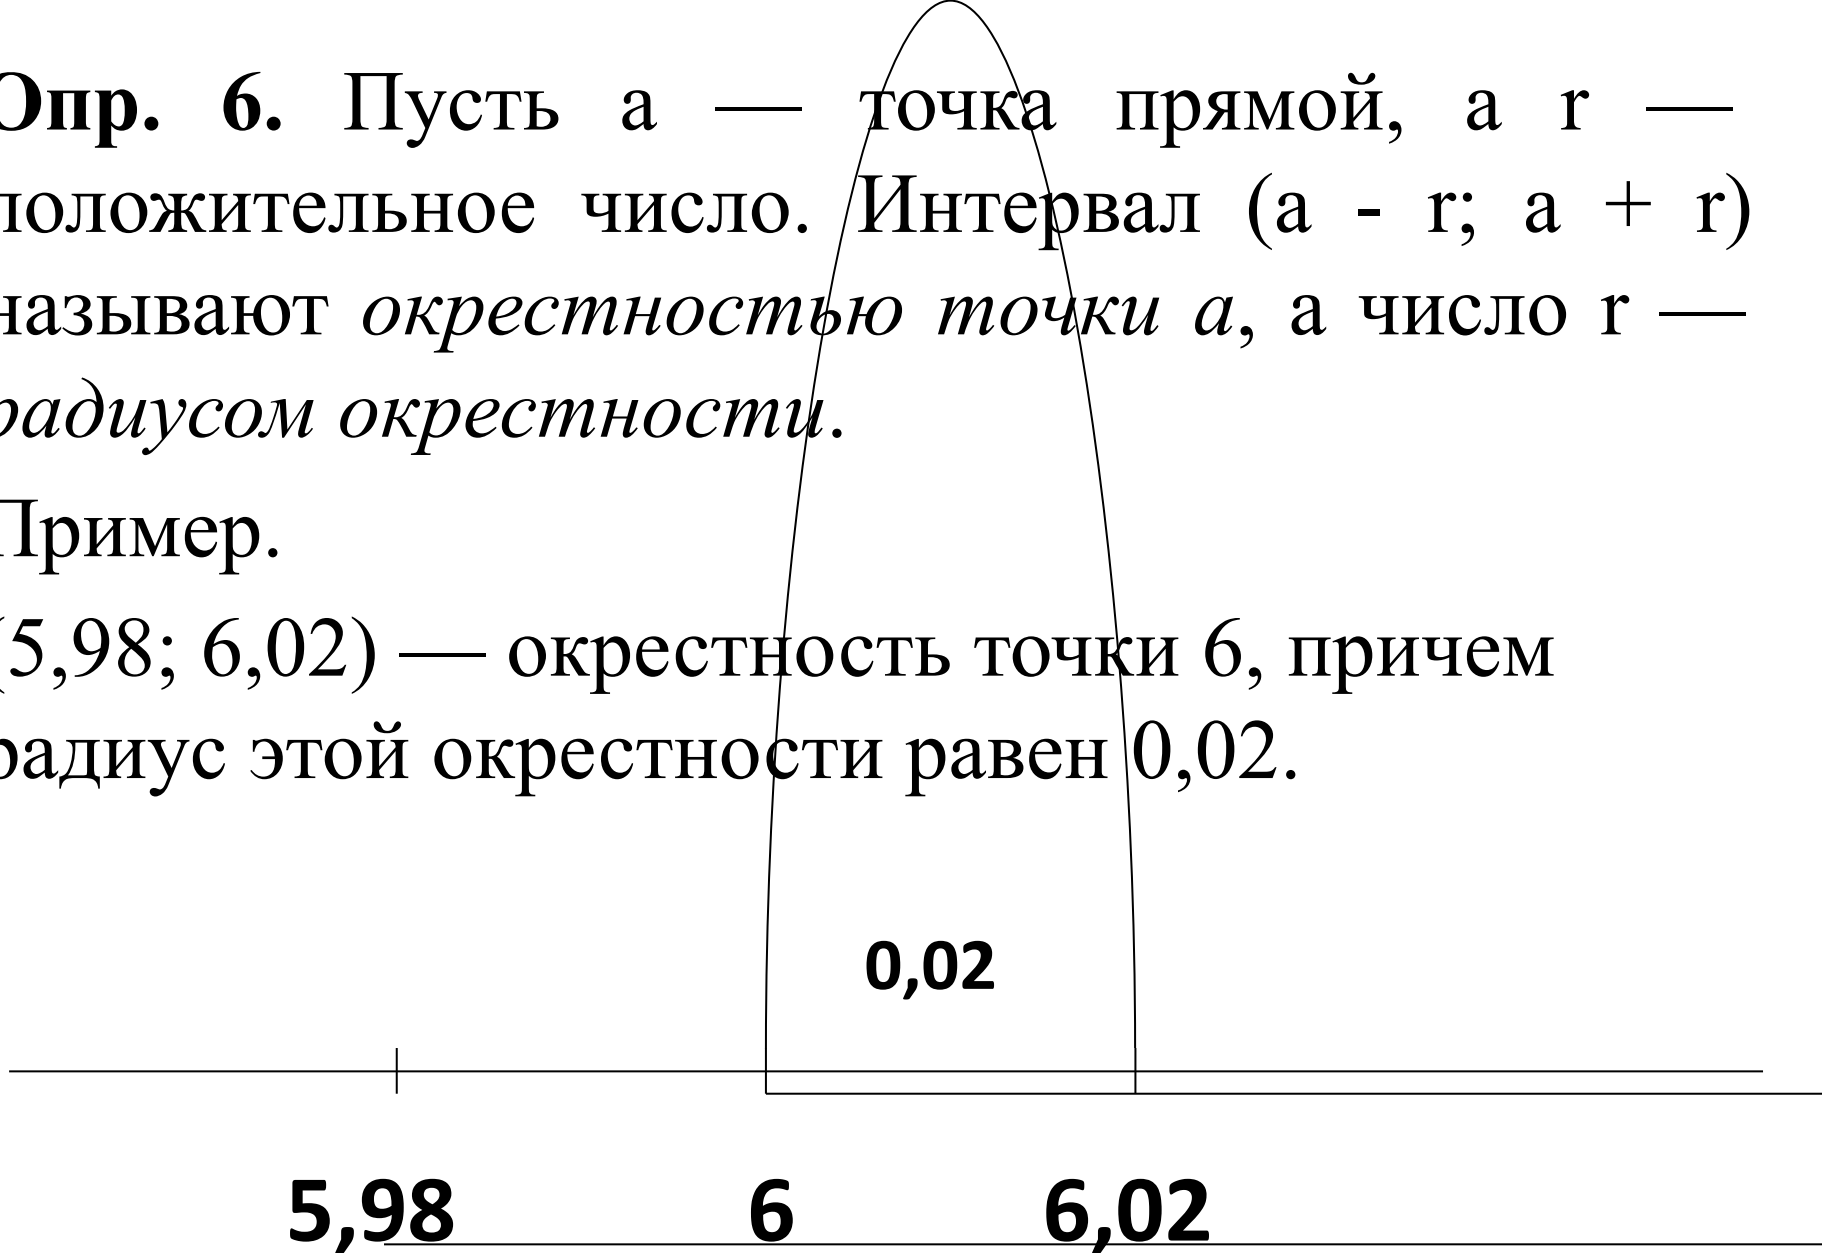 Опр. 6. Пусть а — точка прямой, а r —
положительное число. Интервал (а - r; а + r)
называют окрестностью точки а, а число r —
радиусом окрестности.
Пример.
(5,98; 6,02) — окрестность точки 6, причем
радиус этой окрестности равен 0,02.
0,02
5,98 6 6,02